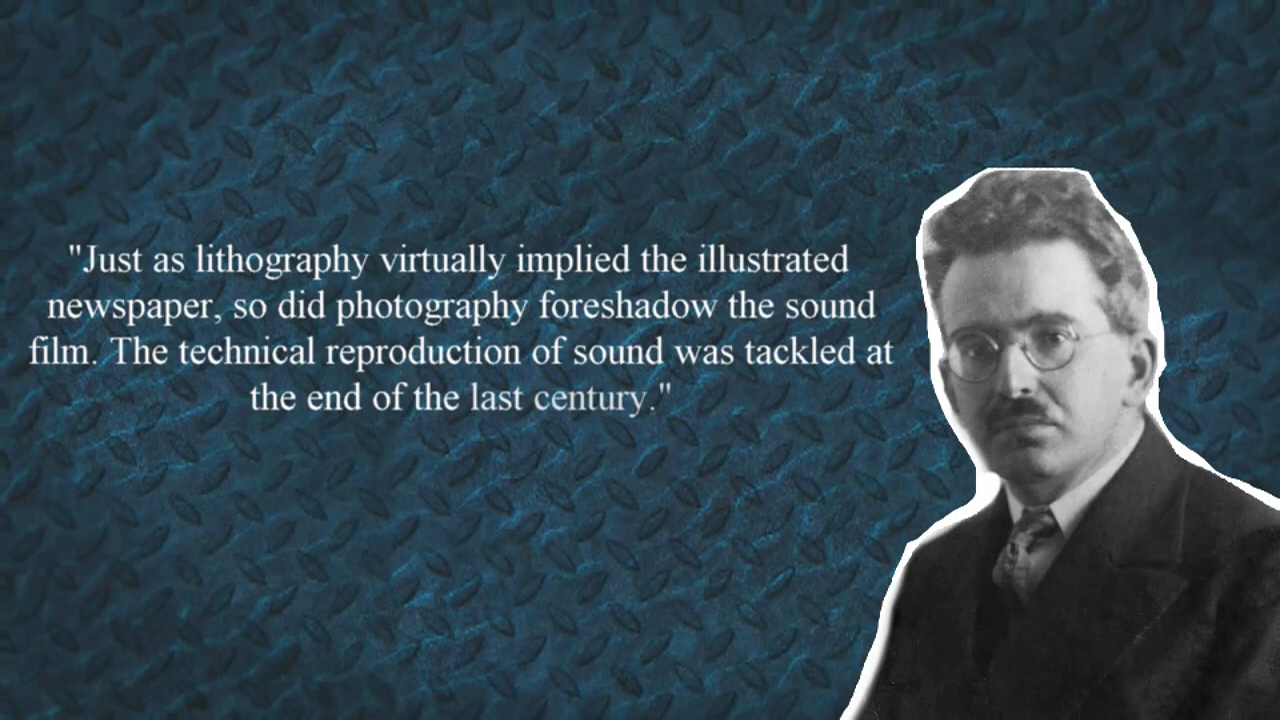 "Just as lithography virtually implied the illustrated
newspaper, so did photography foreshadow the sound
film. The technical reproduction of sound was tackled at
the end of the last century."